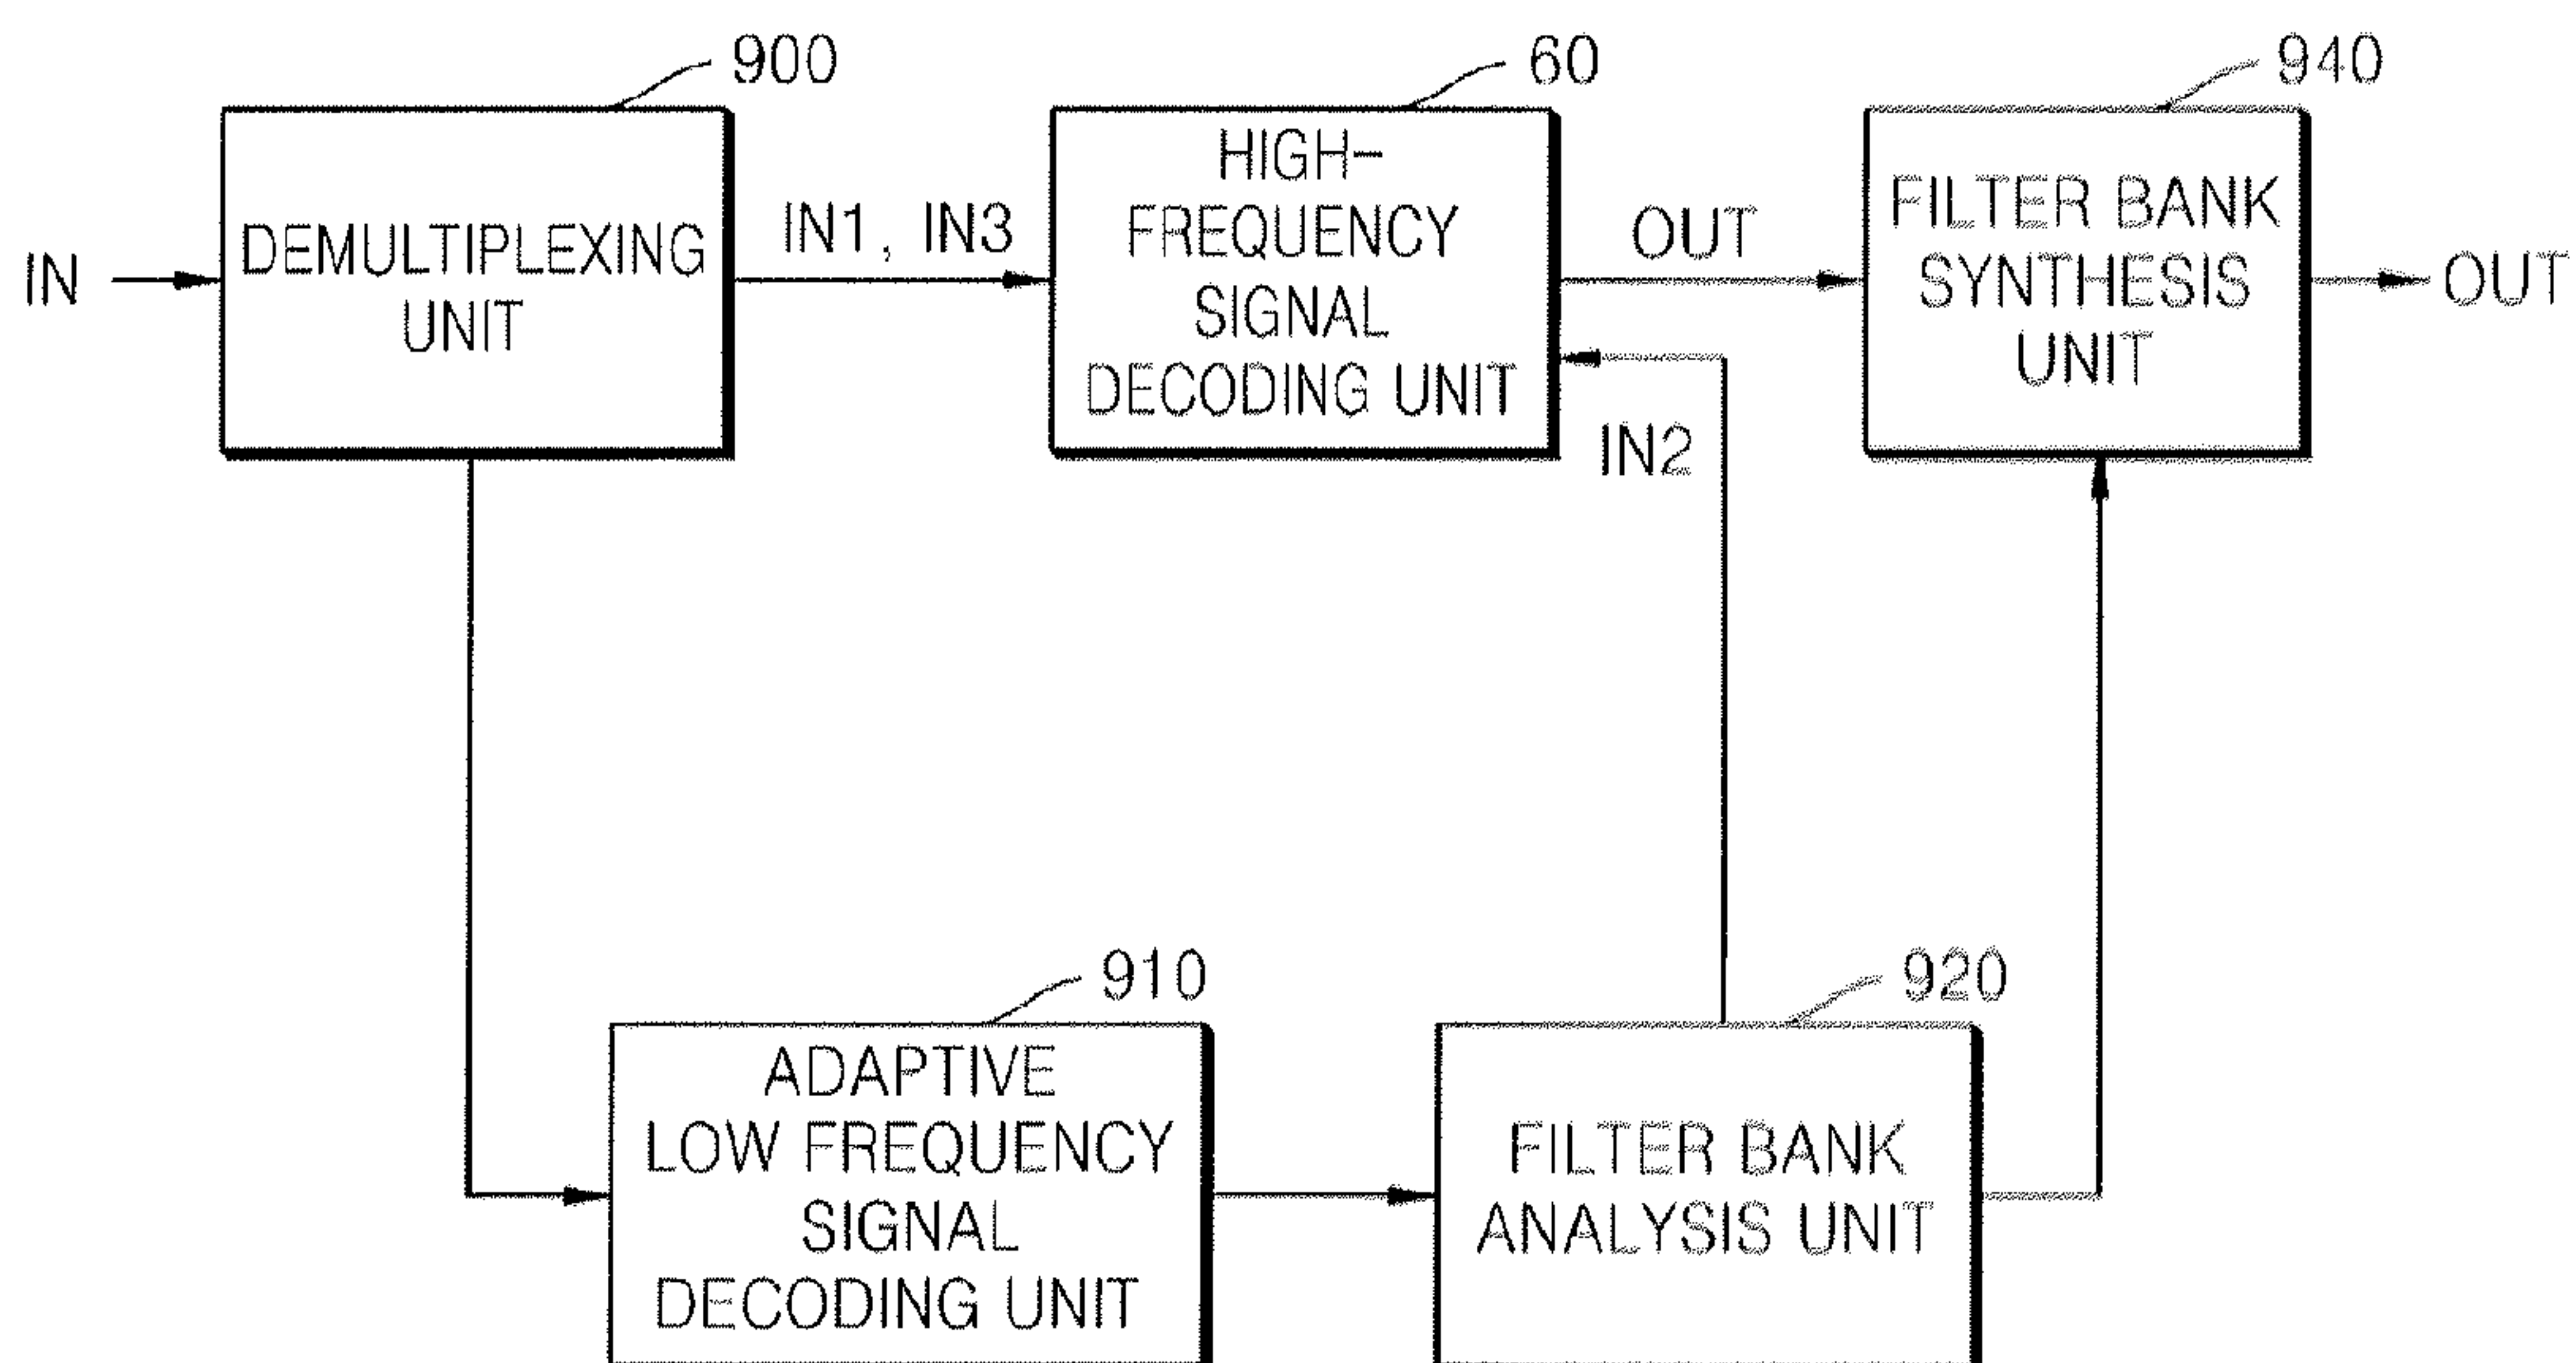 900
60
940
IN
DEMULTIPLEXING
UNIT
IN1, IN3
HIGH-
FREQUENCY
SIGNAL
DECODING UNIT
OUT
IN2
FILTER BANK
SYNTHESIS
UNIT
OUT
910
920
ADAPTIVE
LOW FREQUENCY
SIGNAL
DECODING UNIT
FILTER BANK
ANALYSIS UNIT